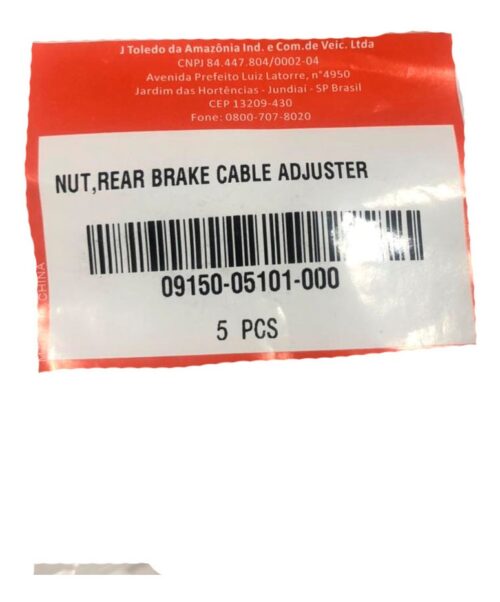 J Toledo da Amazônia Ind. e Com.de Veic. Ltda
CNPJ 84.447.804/0002-04
Avenida Prefeito Luiz Latorre, n°4950
Jardim das Hortências - Jundiaí - SP Brasil
CEP 13209-430
Fone: 0800-707-8020
NUT,REAR BRAKE CABLE ADJUSTER
09150-05101-000
5 PCS
CHINA